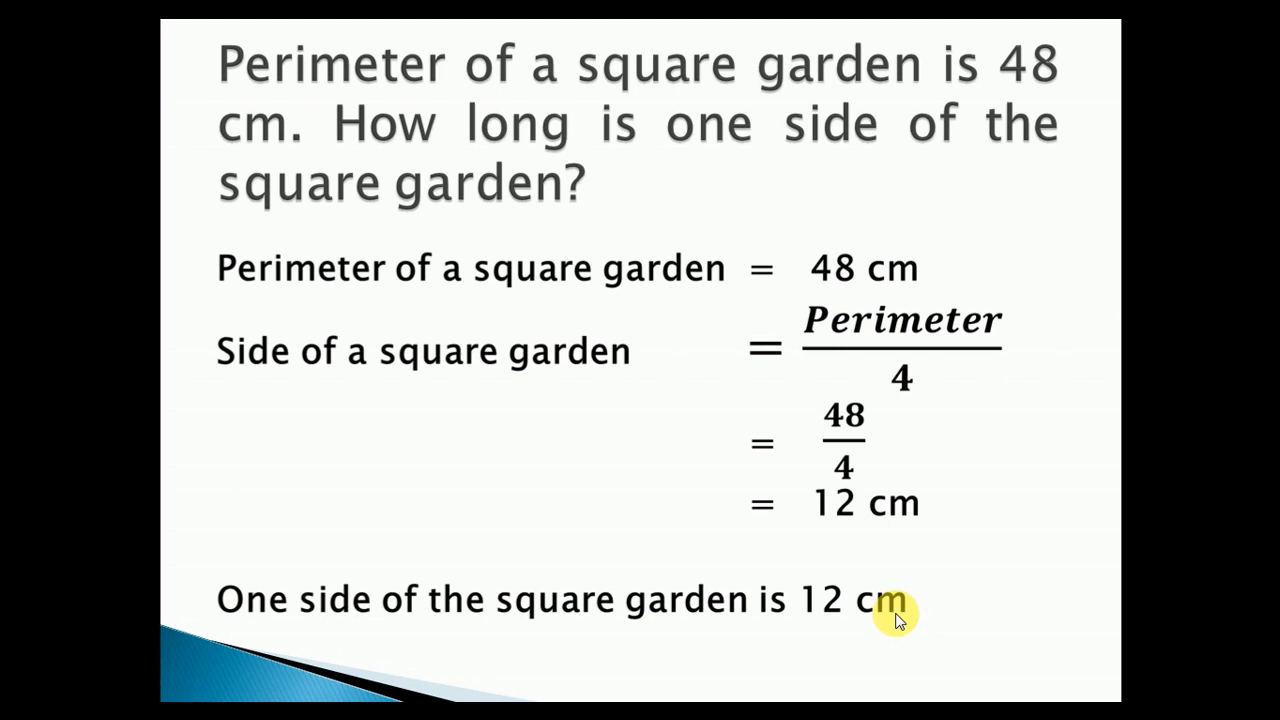 Perimeter of a square garden is 48
cm. How long is one side of the
square garden?
Perimeter of a square garden = 48 cm
Side of a square garden = Perimeter / 4
= 48 / 4
= 12 cm
One side of the square garden is 12 cm